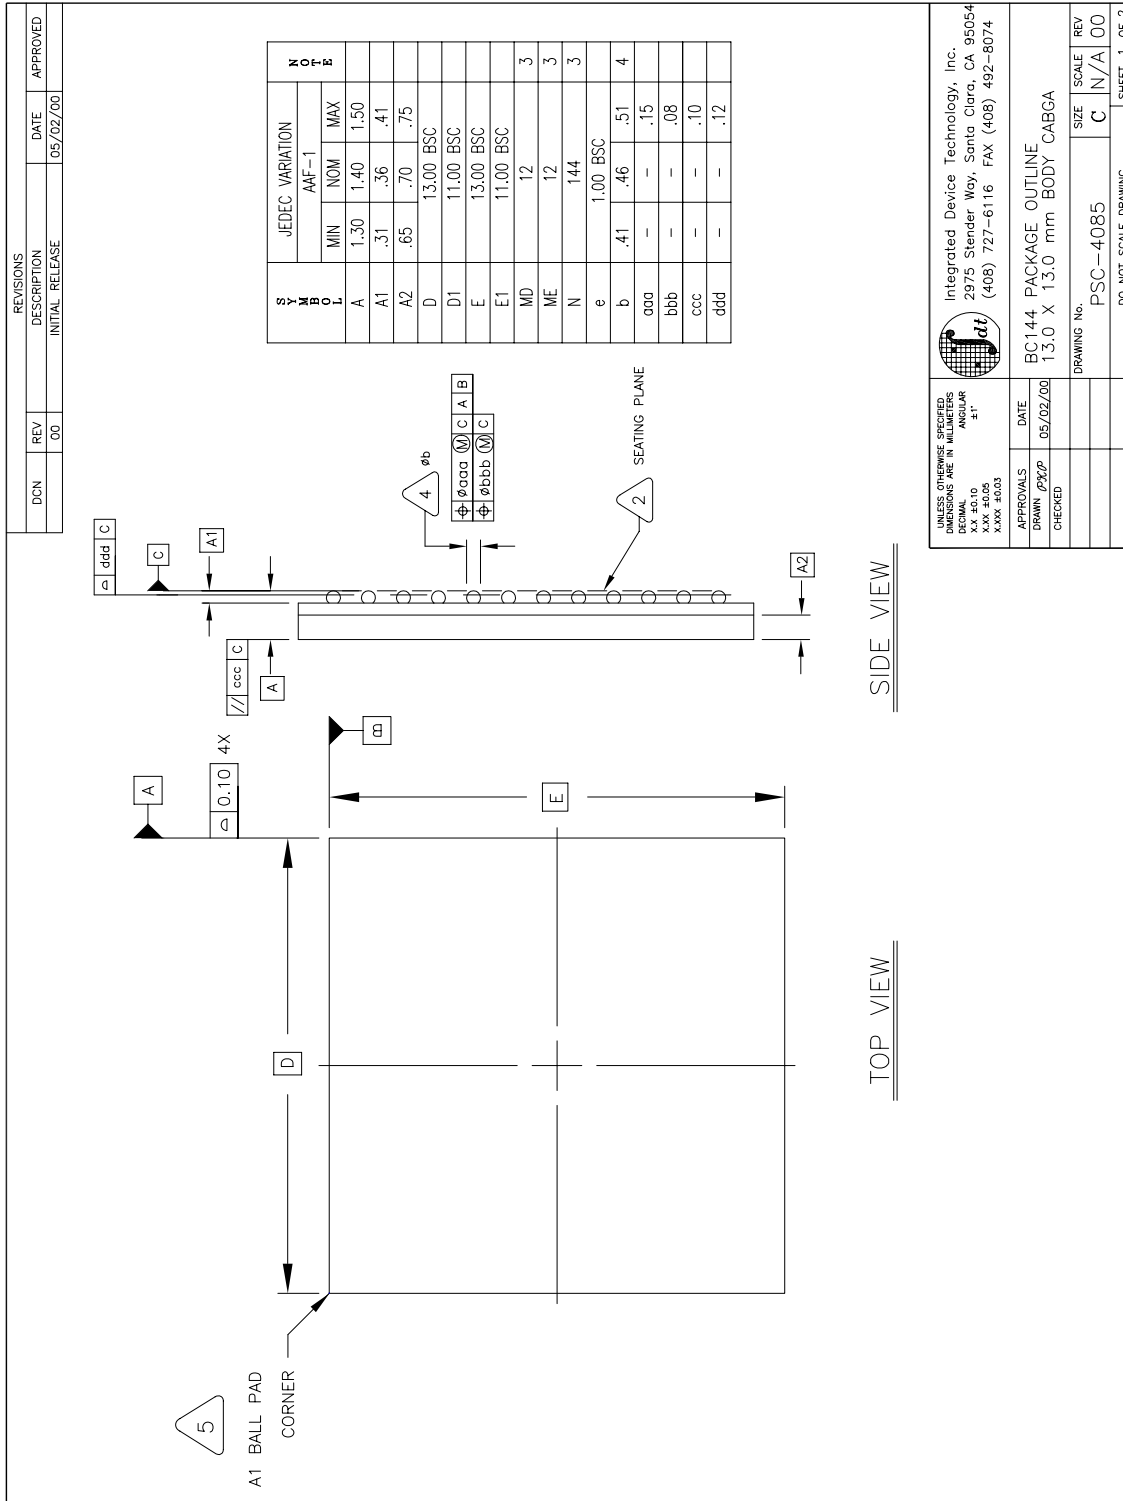 REVISIONS
DCN REV DESCRIPTION DATE APPROVED
00 INITIAL RELEASE 05/02/00
5
A1 BALL PAD
CORNER
D
A
⌓ 0.10 4X
E
B
TOP VIEW
// ccc C
A
A1
C
⌓ ddd C
4
øb
⌖ øaaa Ⓜ C A B
⌖ øbbb Ⓜ C
2
SEATING PLANE
A2
SIDE VIEW
SYMBOL JEDEC VARIATION NOTE
AAF-1
MIN NOM MAX
A 1.30 1.40 1.50
A1 .31 .36 .41
A2 .65 .70 .75
D 13.00 BSC
D1 11.00 BSC
E 13.00 BSC
E1 11.00 BSC
MD 12 3
ME 12 3
N 144 3
e 1.00 BSC
b .41 .46 .51 4
aaa – – .15
bbb – – .08
ccc – – .10
ddd – – .12
UNLESS OTHERWISE SPECIFIED
DIMENSIONS ARE IN MILLIMETERS
DECIMAL ANGULAR
X.X ±0.10 ±1°
X.XX ±0.05
X.XXX ±0.03
APPROVALS DATE
DRAWN 05/02/00
CHECKED
idt
Integrated Device Technology, Inc.
2975 Stender Way, Santa Clara, CA 95054
(408) 727-6116 FAX (408) 492-8074
BC144 PACKAGE OUTLINE
13.0 X 13.0 mm BODY CABGA
DRAWING No. SIZE SCALE REV
PSC-4085 C N/A 00
DO NOT SCALE DRAWING SHEET 1 OF 2